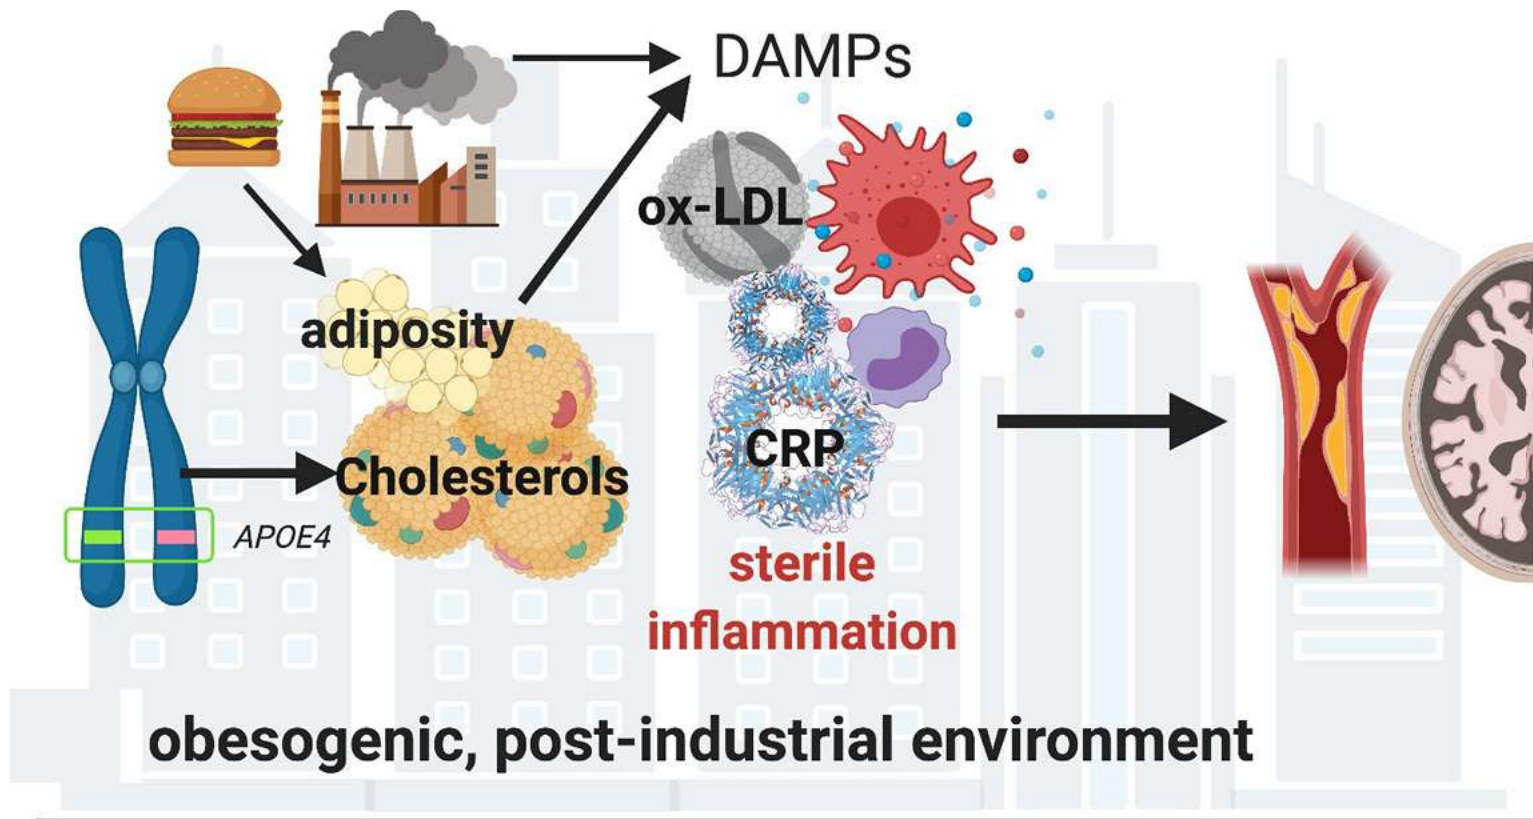 DAMPs
ox-LDL
adiposity
CRP
Cholesterols
APOE4
sterile
inflammation
obesogenic, post-industrial environment